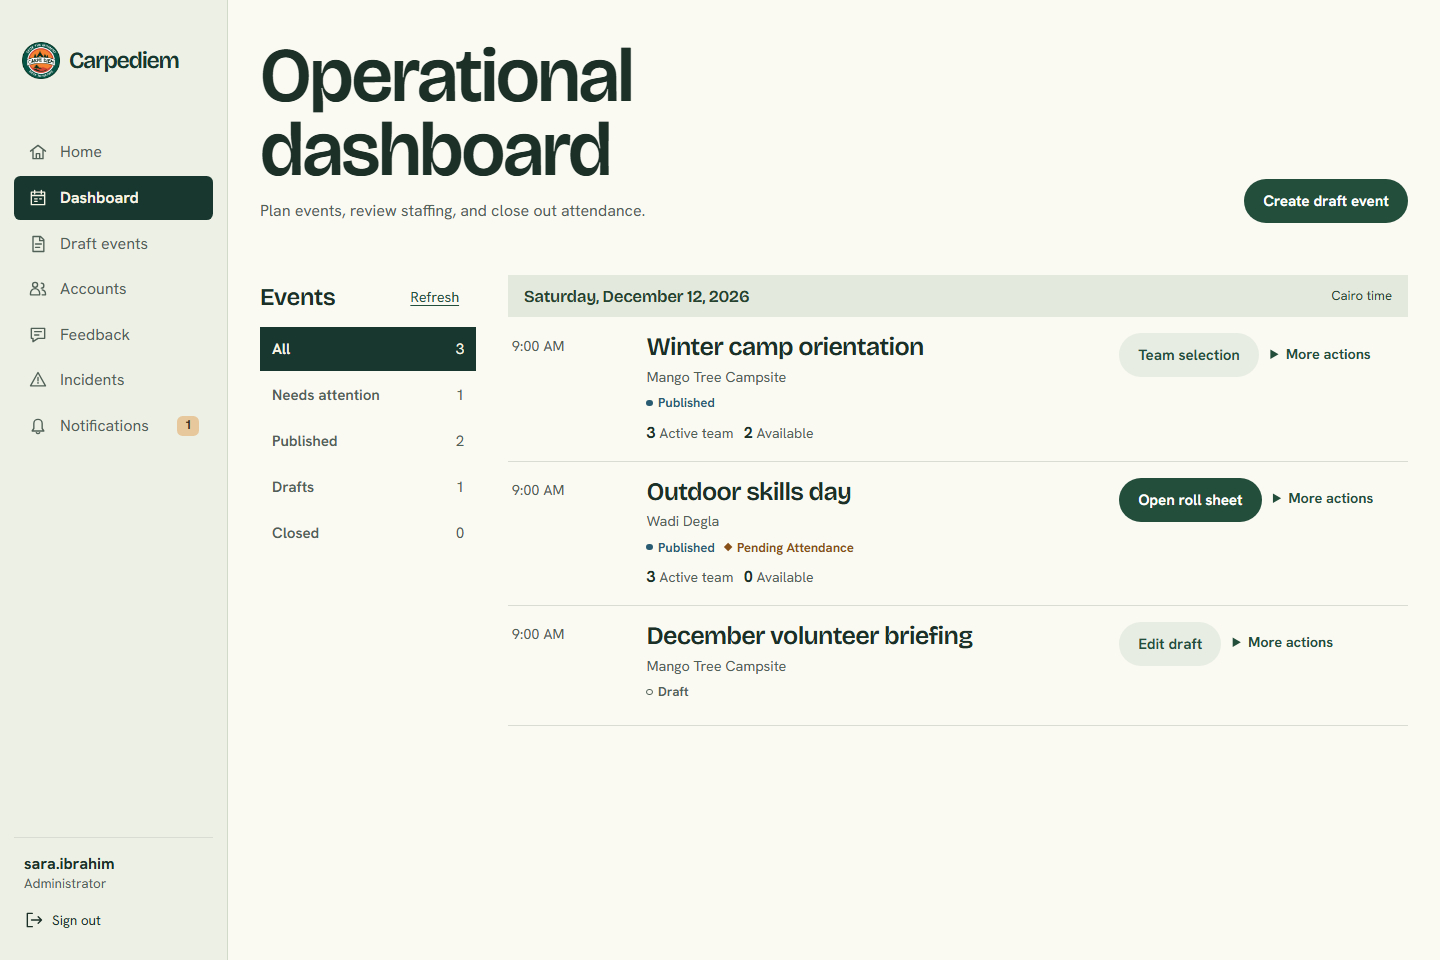 Carpediem
Home
Dashboard
Draft events
Accounts
Feedback
Incidents
Notifications 1
sara.ibrahim
Administrator
Sign out
Operational
dashboard
Plan events, review staffing, and close out attendance.
Create draft event
Events Refresh
All 3
Needs attention 1
Published 2
Drafts 1
Closed 0
Saturday, December 12, 2026 Cairo time
9:00 AM Winter camp orientation Team selection More actions
Mango Tree Campsite
Published
3 Active team 2 Available
9:00 AM Outdoor skills day Open roll sheet More actions
Wadi Degla
Published Pending Attendance
3 Active team 0 Available
9:00 AM December volunteer briefing Edit draft More actions
Mango Tree Campsite
Draft